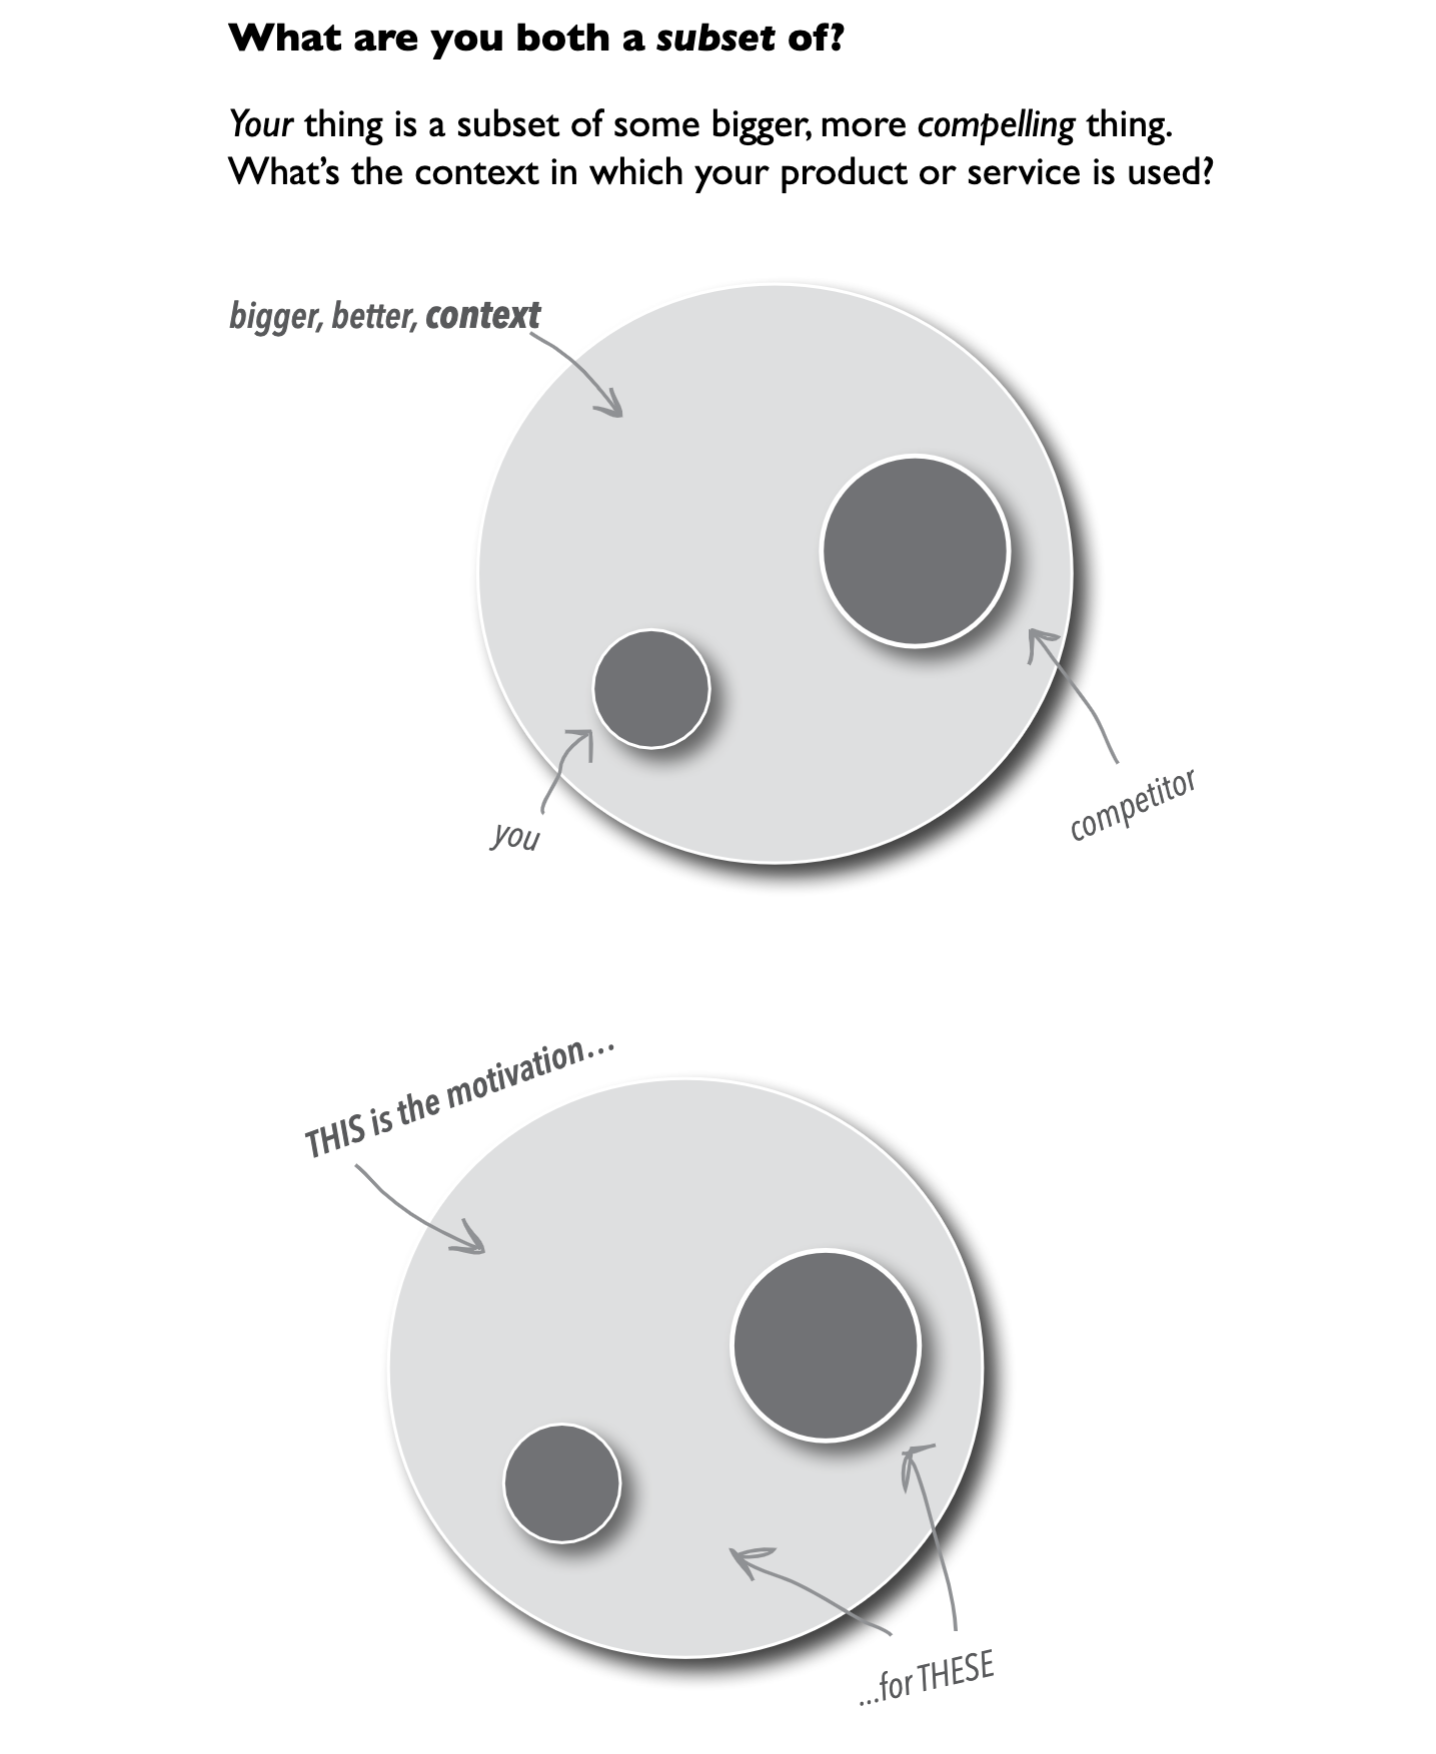 What are you both a subset of?
Your thing is a subset of some bigger, more compelling thing.
What's the context in which your product or service is used?
bigger, better, context
you
competitor
THIS is the motivation...
...for THESE